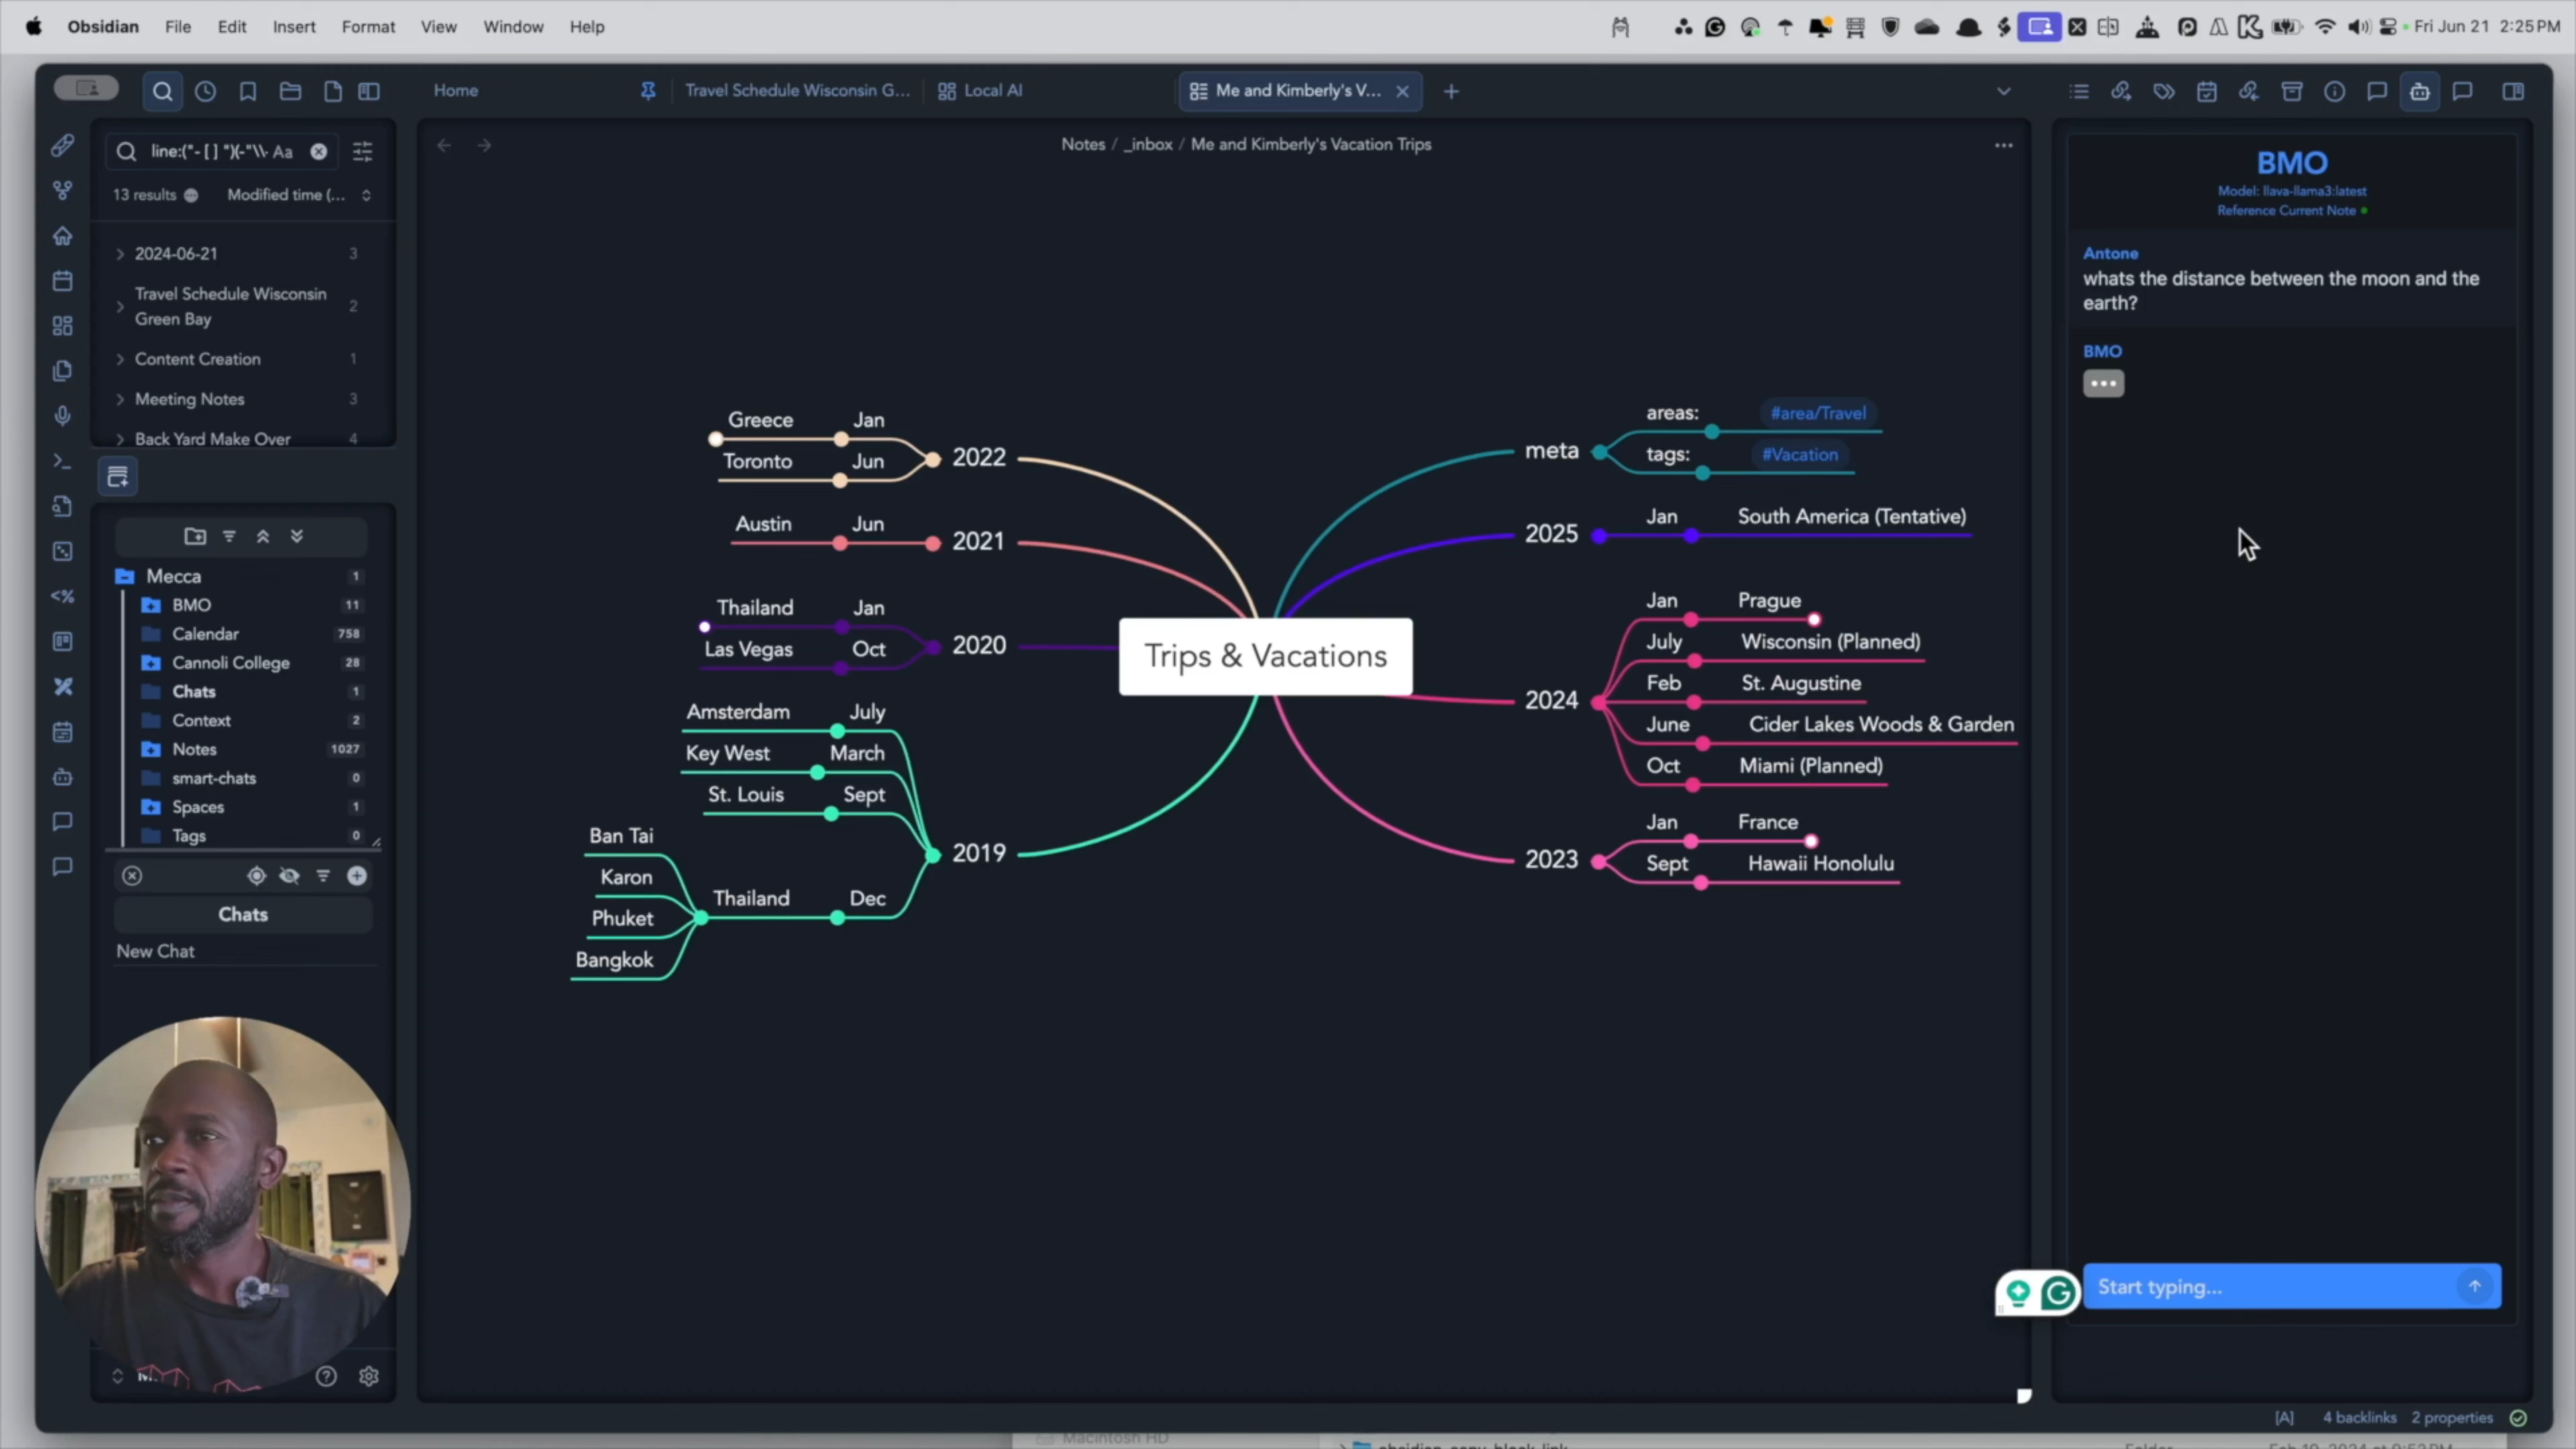 Obsidian File Edit Insert Format View Window Help
Fri Jun 21 2:25 PM
Home
Travel Schedule Wisconsin G...
Local AI
Me and Kimberly's V...
line:("- [ ] ")(-"\\- Aa
13 results
Modified time (...
2024-06-21 3
Travel Schedule Wisconsin
Green Bay 2
Content Creation 1
Meeting Notes 3
Back Yard Make Over 4
Mecca 1
BMO 11
Calendar 758
Cannoli College 28
Chats 1
Context 2
Notes 1027
smart-chats 0
Spaces 1
Tags 0
Chats
New Chat
Notes / _inbox / Me and Kimberly's Vacation Trips
Trips & Vacations
2022
Greece Jan
Toronto Jun
2021
Austin Jun
2020
Thailand Jan
Las Vegas Oct
2019
Amsterdam July
Key West March
St. Louis Sept
Thailand Dec
Ban Tai
Karon
Phuket
Bangkok
meta
areas: #area/Travel
tags: #Vacation
2025
Jan South America (Tentative)
2024
Jan Prague
July Wisconsin (Planned)
Feb St. Augustine
June Cider Lakes Woods & Garden
Oct Miami (Planned)
2023
Jan France
Sept Hawaii Honolulu
BMO
Model: llava-llama3:latest
Reference Current Note
Antone
whats the distance between the moon and the
earth?
BMO
Start typing...
[A] 4 backlinks 2 properties
Macintosh HD